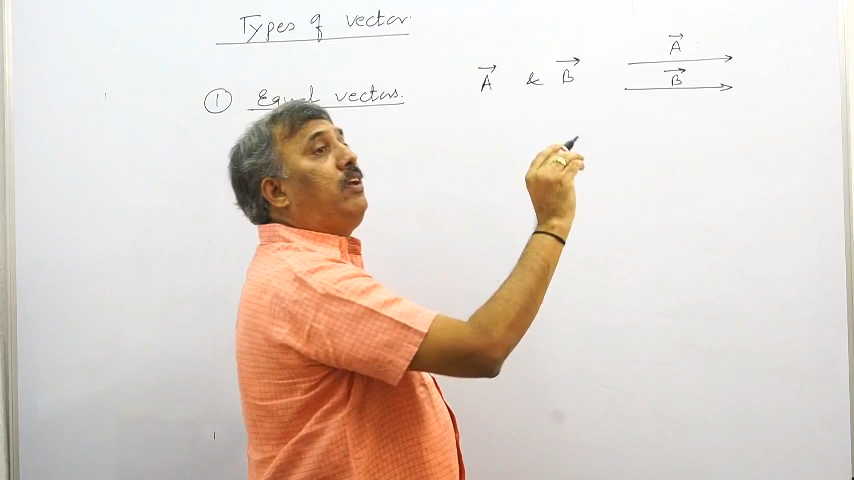 Types of vector.
① Equal vectors.
A⃗ & B⃗
A⃗
B⃗